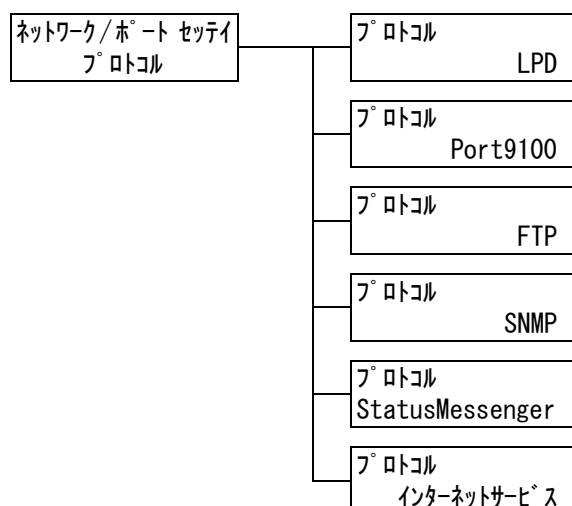 ﾈｯﾄﾜｰｸ/ﾎﾟｰﾄ ｾｯﾃｲ
ﾌﾟﾛﾄｺﾙ
ﾌﾟﾛﾄｺﾙ
LPD
ﾌﾟﾛﾄｺﾙ
Port9100
ﾌﾟﾛﾄｺﾙ
FTP
ﾌﾟﾛﾄｺﾙ
SNMP
ﾌﾟﾛﾄｺﾙ
StatusMessenger
ﾌﾟﾛﾄｺﾙ
ｲﾝﾀｰﾈｯﾄｻｰﾋﾞｽ